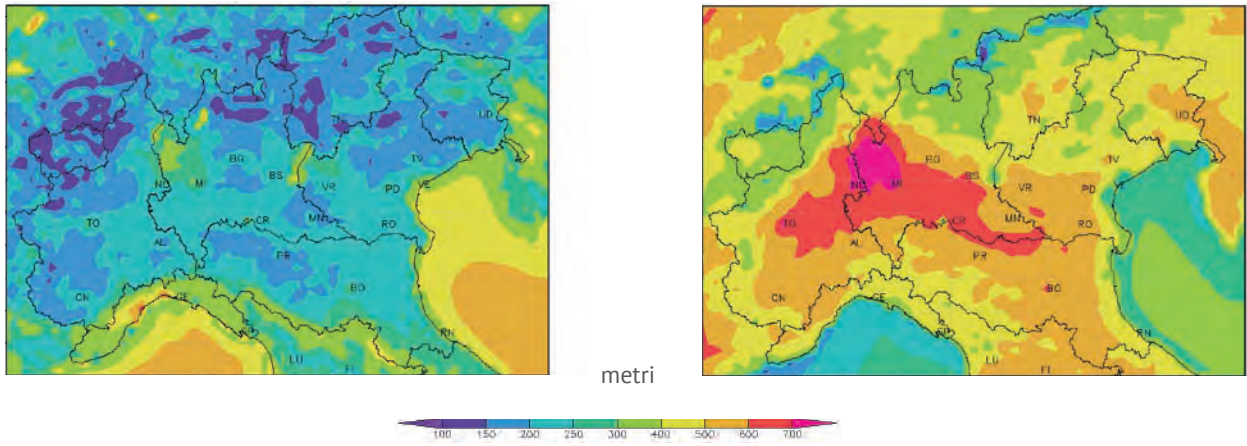 UD
TN
BG
TV
NO
MI
BS
VR
PD
VE
TO
CR
MN
RO
AL
PR
CN
BO
GE
RN
LU
FI
TN
UD
BG
TV
NO
MI
BS
VR
PD
VE
TO
CR
MN
RO
AL
PR
CN
BO
GE
RN
LU
FI
metri
100 150 200 250 300 400 500 600 700